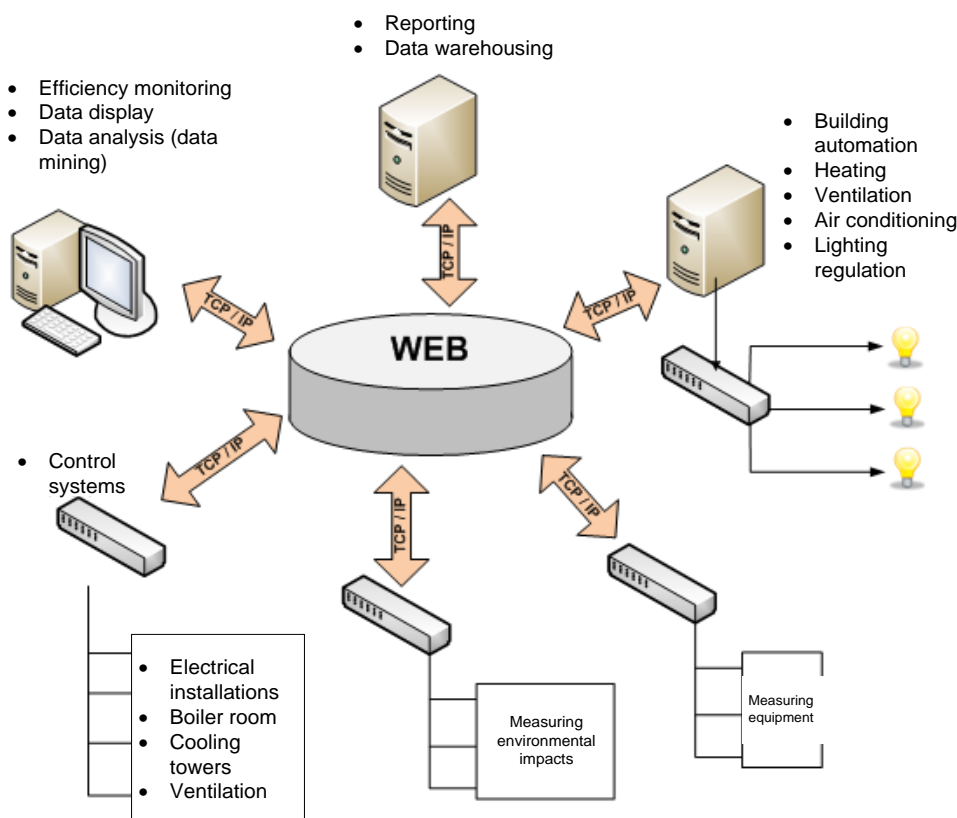 • Reporting
• Data warehousing
• Efficiency monitoring
• Data display
• Data analysis (data
mining)
• Building
automation
• Heating
• Ventilation
• Air conditioning
• Lighting
regulation
TCP / IP
TCP / IP
TCP / IP
WEB
• Control
systems
TCP / IP
TCP / IP
TCP / IP
• Electrical
installations
• Boiler room
• Cooling
towers
• Ventilation
Measuring
environmental
impacts
Measuring
equipment